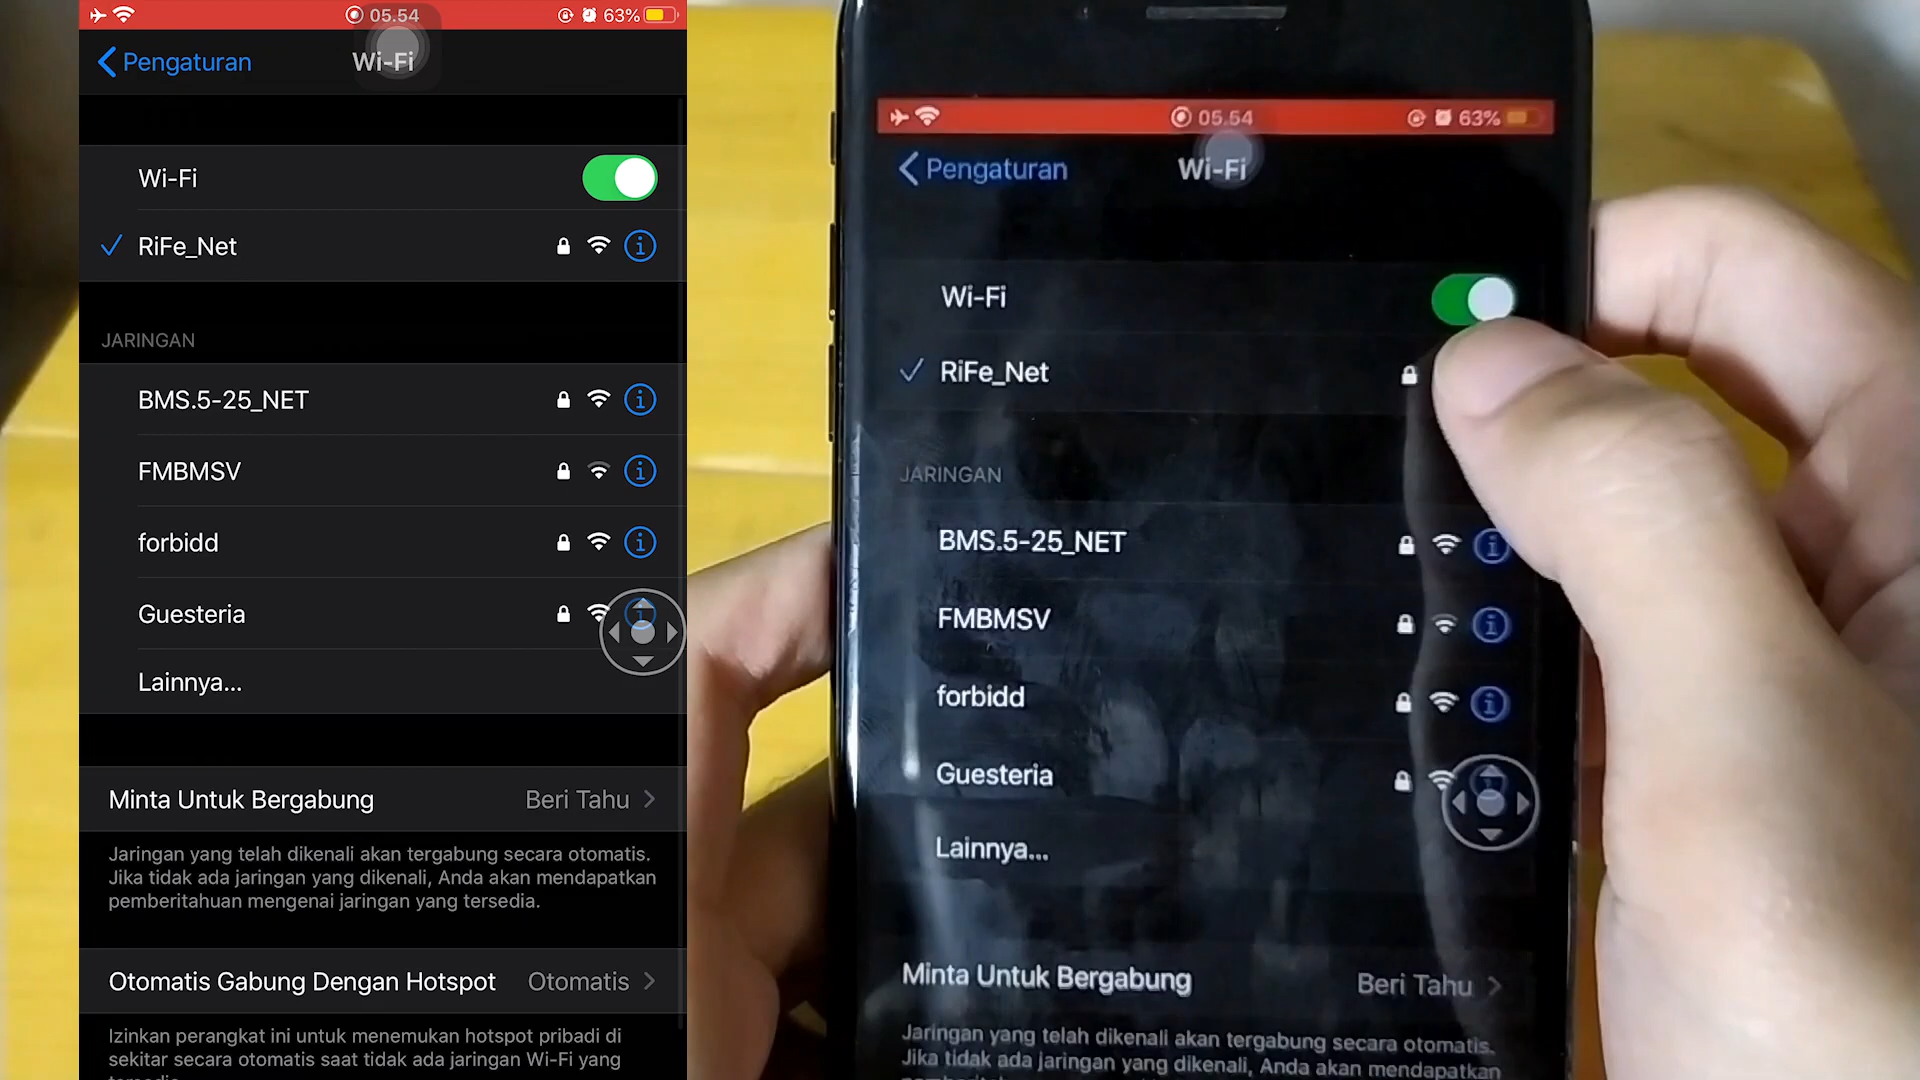 05.54
63%
Pengaturan
Wi-Fi
Wi-Fi
RiFe_Net
JARINGAN
BMS.5-25_NET
FMBMSV
forbidd
Guesteria
Lainnya...
Minta Untuk Bergabung
Beri Tahu
Jaringan yang telah dikenali akan tergabung secara otomatis.
Jika tidak ada jaringan yang dikenali, Anda akan mendapatkan
pemberitahuan mengenai jaringan yang tersedia.
Otomatis Gabung Dengan Hotspot
Otomatis
Izinkan perangkat ini untuk menemukan hotspot pribadi di
sekitar secara otomatis saat tidak ada jaringan Wi-Fi yang
05.54
63%
Pengaturan
Wi-Fi
Wi-Fi
RiFe_Net
JARINGAN
BMS.5-25_NET
FMBMSV
forbidd
Guesteria
Lainnya...
Minta Untuk Bergabung
Beri Tahu
Jaringan yang telah dikenali akan tergabung secara otomatis.
Jika tidak ada jaringan yang dikenali, Anda akan mendapatkan